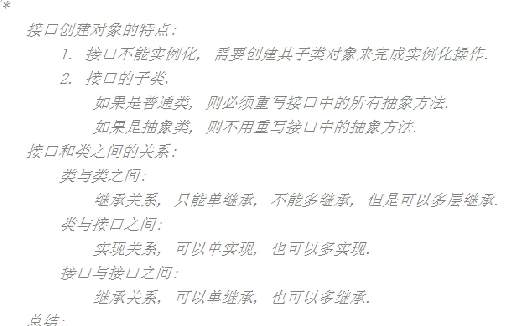 /*
接口创建对象的特点:
1. 接口不能实例化, 需要创建其子类对象来完成实例化操作.
2. 接口的子类.
如果是普通类, 则必须重写接口中的所有抽象方法.
如果是抽象类, 则不用重写接口中的抽象方法.
接口和类之间的关系:
类与类之间:
继承关系, 只能单继承, 不能多继承, 但是可以多层继承.
类与接口之间:
实现关系, 可以单实现, 也可以多实现.
接口与接口之间:
继承关系, 可以单继承, 也可以多继承.
总结: